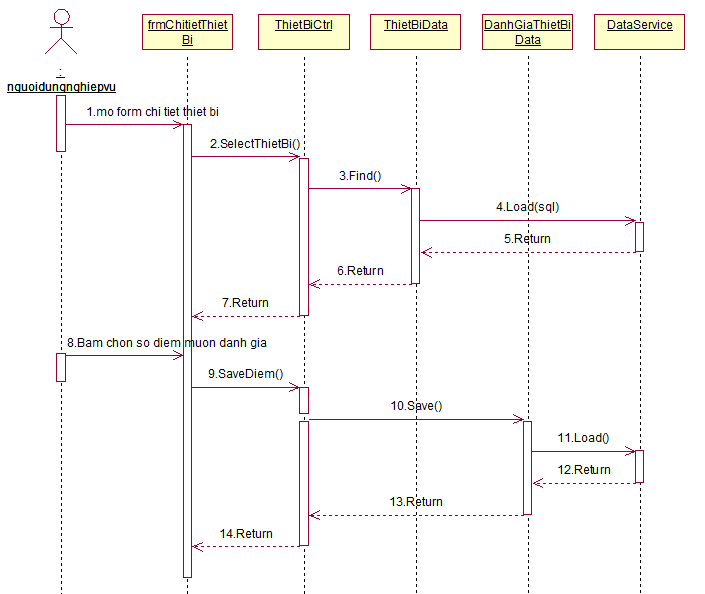 frmChitietThiet
Bi
ThietBiCtrl
ThietBiData
DanhGiaThietBi
Data
DataService
:
nguoidungnghiepvu
1.mo form chi tiet thiet bi
2.SelectThietBi()
3.Find()
4.Load(sql)
5.Return
6.Return
7.Return
8.Bam chon so diem muon danh gia
9.SaveDiem()
10.Save()
11.Load()
12.Return
13.Return
14.Return